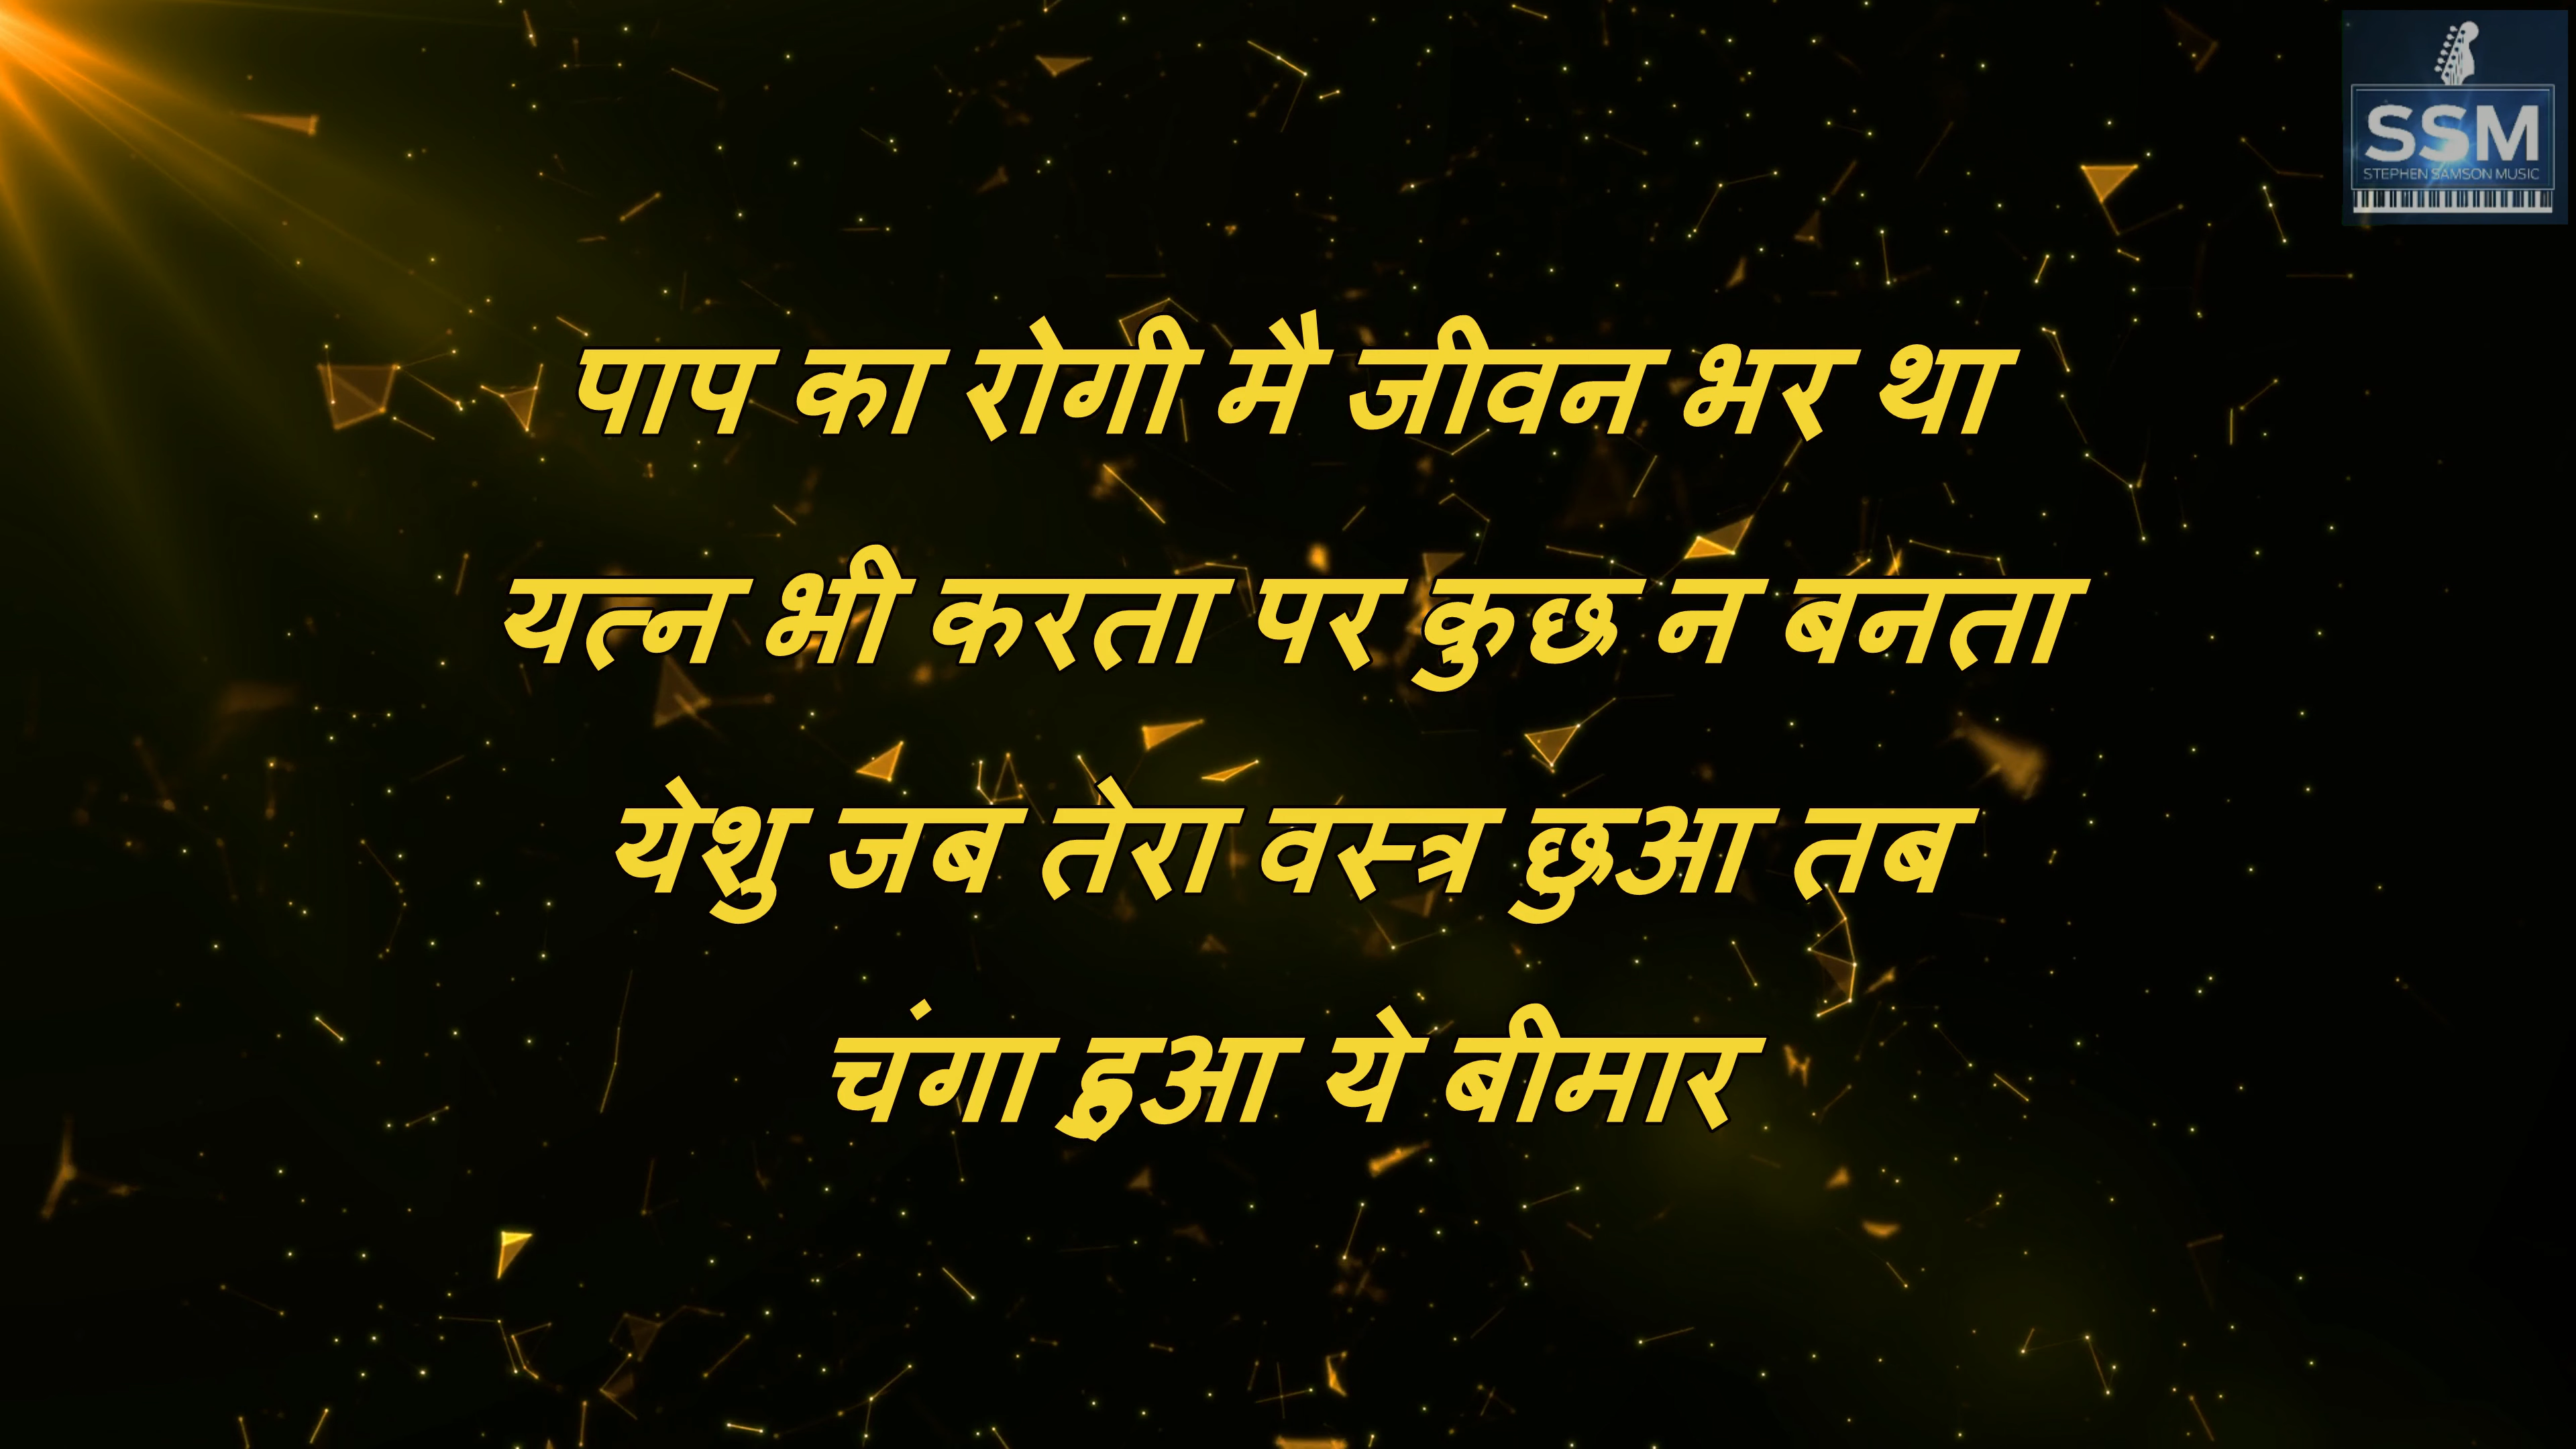 SSM
STEPHEN SAMSON MUSIC
पाप का रोगी मै जीवन भर था
यत्न भी करता पर कुछ न बनता
येशु जब तेरा वस्त्र छुआ तब
चंगा हुआ ये बीमार